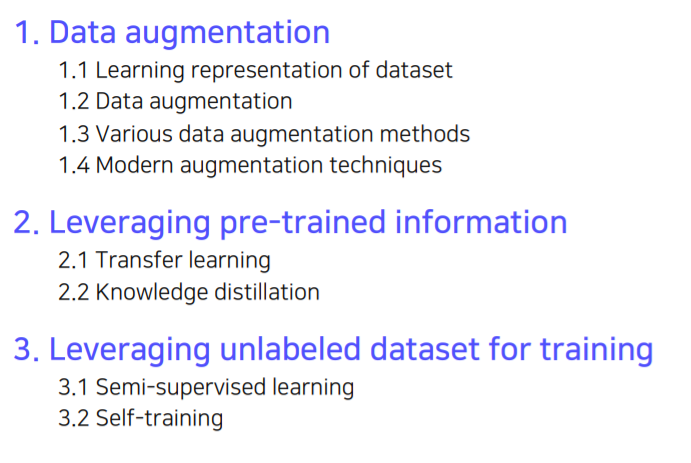 1. Data augmentation
1.1 Learning representation of dataset
1.2 Data augmentation
1.3 Various data augmentation methods
1.4 Modern augmentation techniques
2. Leveraging pre-trained information
2.1 Transfer learning
2.2 Knowledge distillation
3. Leveraging unlabeled dataset for training
3.1 Semi-supervised learning
3.2 Self-training